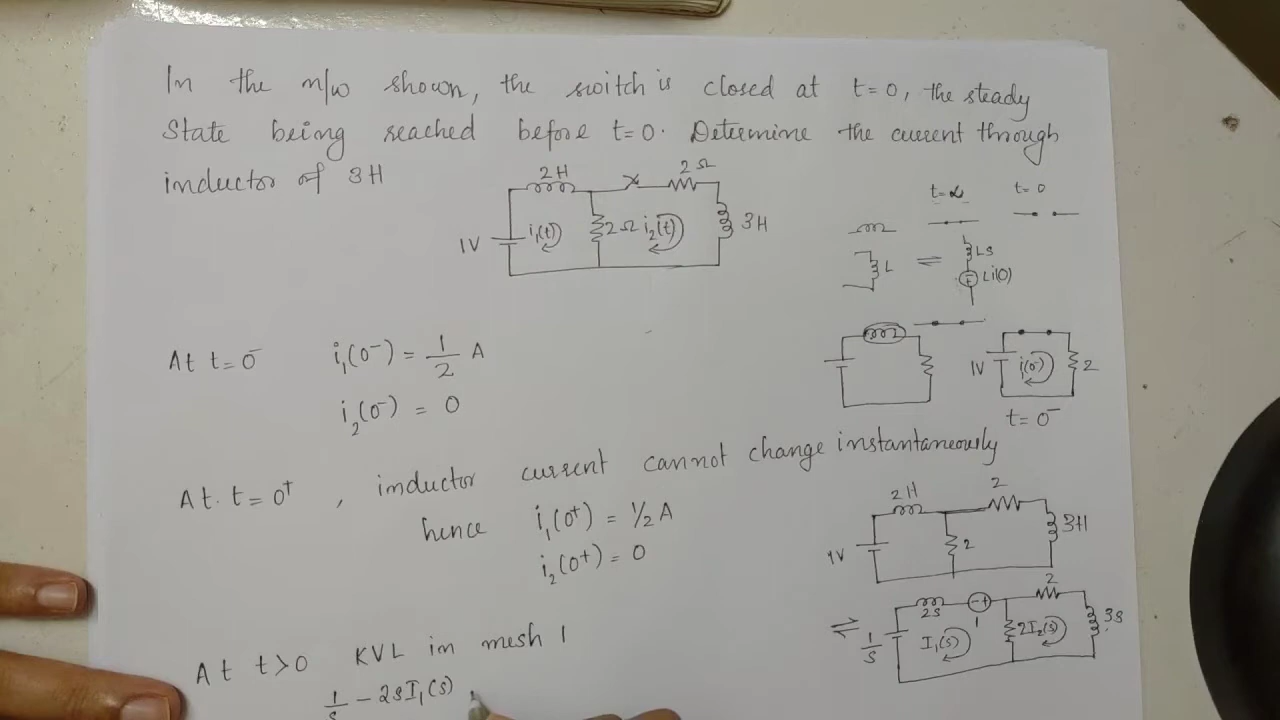 In the n/w shown, the switch is closed at t=0, the steady
State being reached before t=0. Determine the current through
inductor of 3H
2H
2Ω
1V
i₁(t)
2Ω
i₂(t)
3H
t=∝
t=0
L
⇌
LS
Li(0)
At t=0⁻ i₁(0⁻) = 1/2 A
i₂(0⁻) = 0
1V
i₁(0⁻)
2
t=0⁻
At. t=0⁺, inductor current cannot change instantaneously
hence i₁(0⁺) = 1/2 A
i₂(0⁺) = 0
2H
2
1V
2
3H
⇌
1/s
2s
- +
1
I₁(s)
2
2
I₂(s)
3s
At t>0 KVL in mesh 1
1/s - 2sI₁(s)